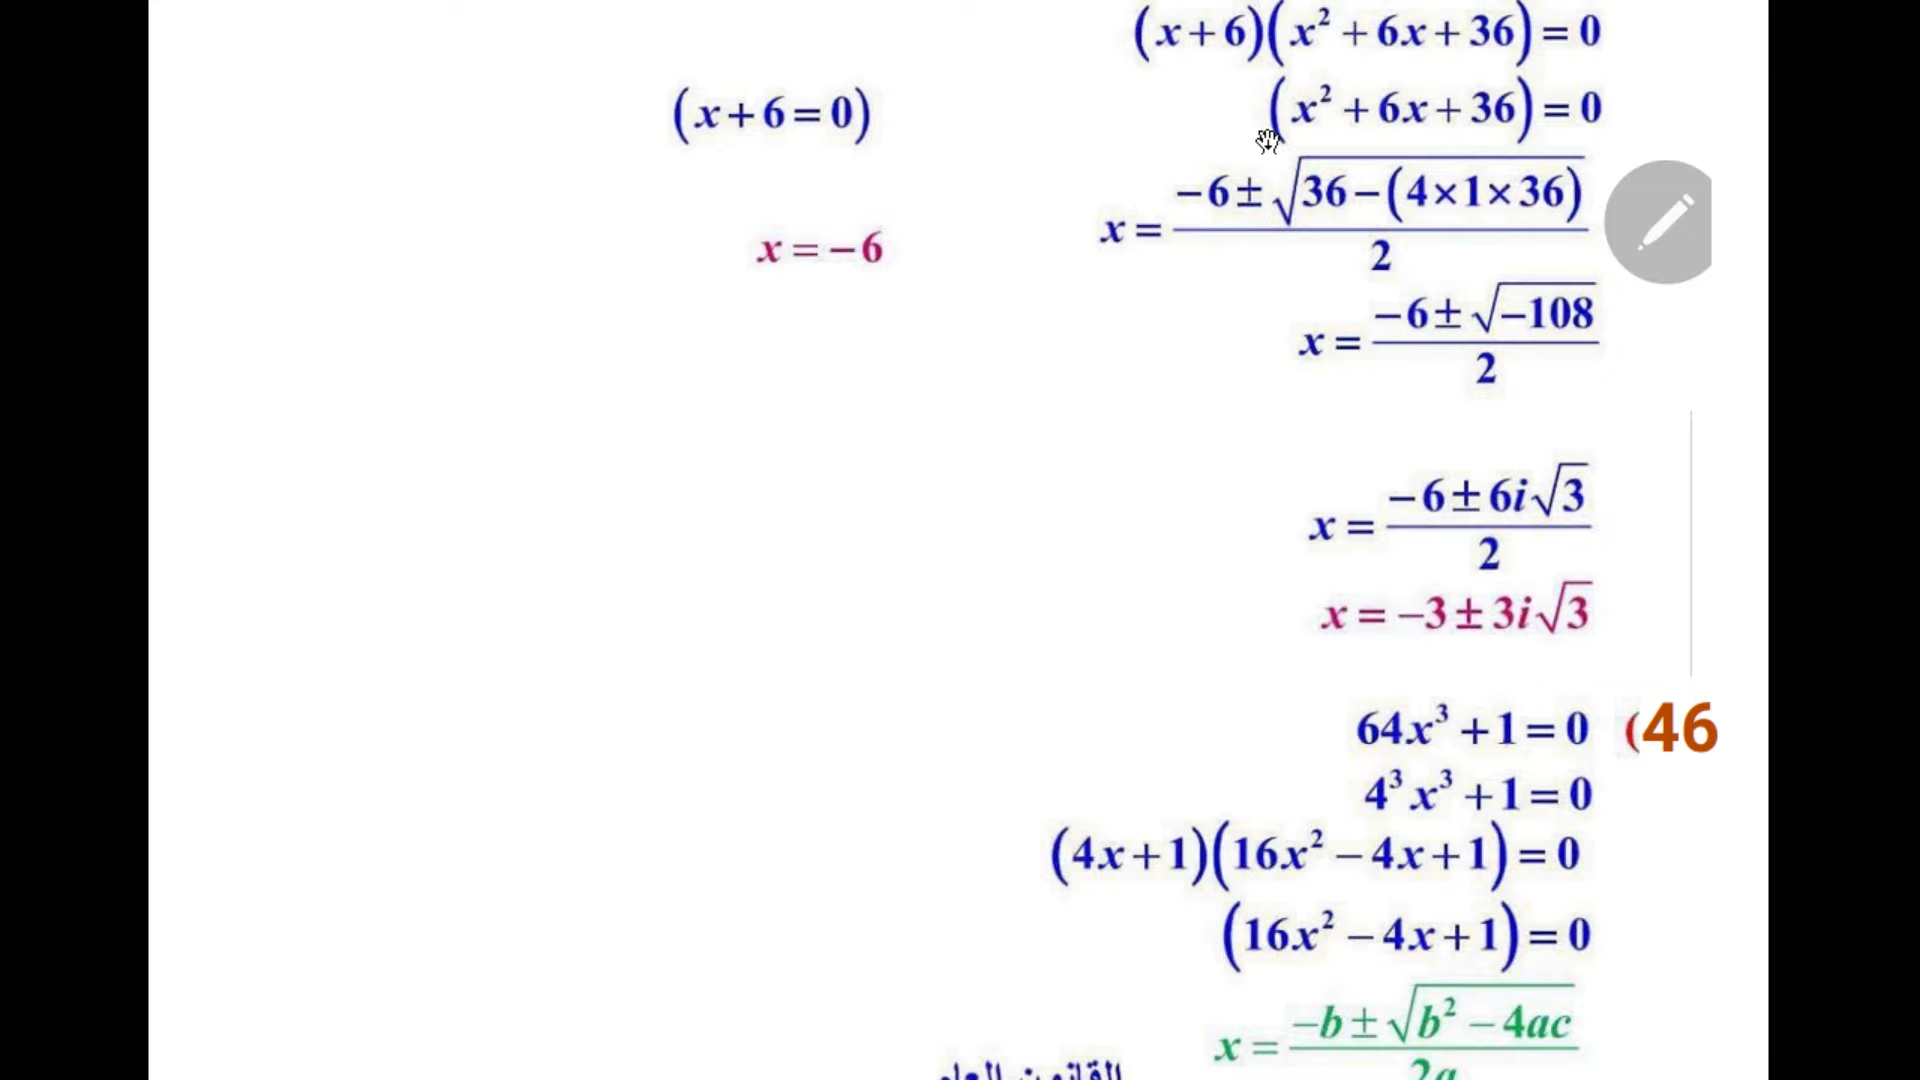 (x+6)(x²+6x+36)=0
(x+6=0) (x²+6x+36)=0
x = (-6±√(36-(4×1×36)))/2
x=-6
x = (-6±√(-108))/2
x = (-6±6i√3)/2
x=-3±3i√3
64x³+1=0 (46
4³x³+1=0
(4x+1)(16x²-4x+1)=0
(16x²-4x+1)=0
x = (-b±√(b²-4ac))/2a
القانون العام